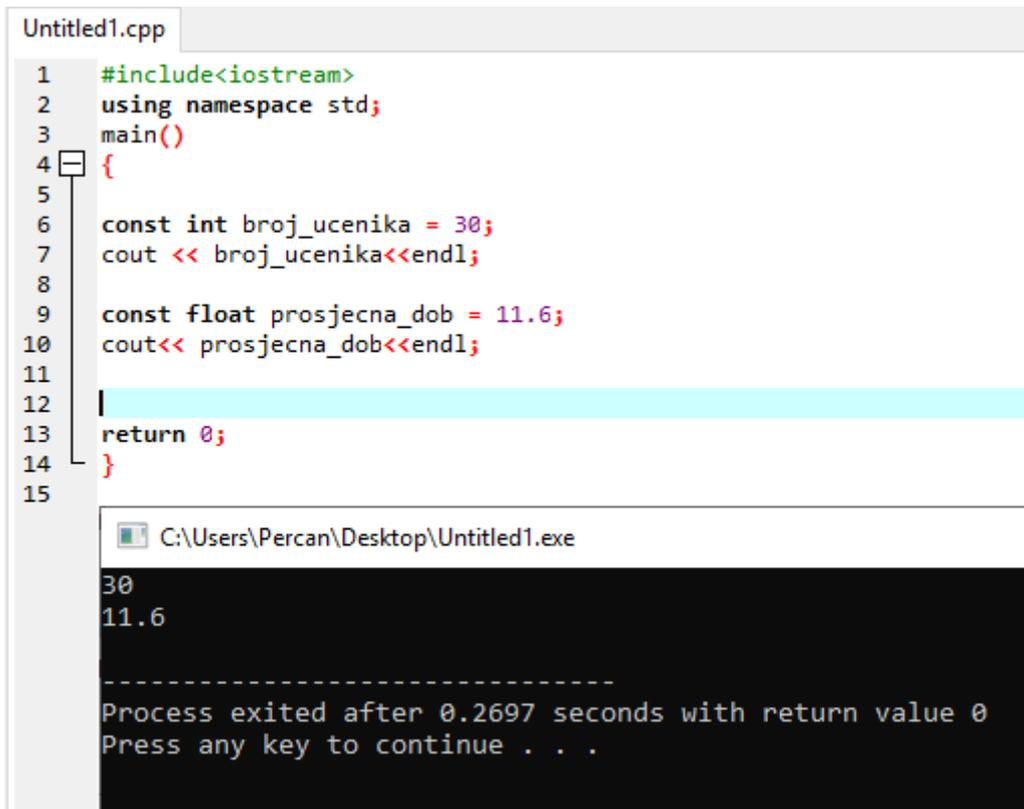 Untitled1.cpp
1 #include<iostream>
2 using namespace std;
3 main()
4 {
5
6 const int broj_ucenika = 30;
7 cout << broj_ucenika<<endl;
8
9 const float prosjecna_dob = 11.6;
10 cout<< prosjecna_dob<<endl;
11
12
13 return 0;
14 }
15
C:\Users\Percan\Desktop\Untitled1.exe
30
11.6
--------------------------------
Process exited after 0.2697 seconds with return value 0
Press any key to continue . . .